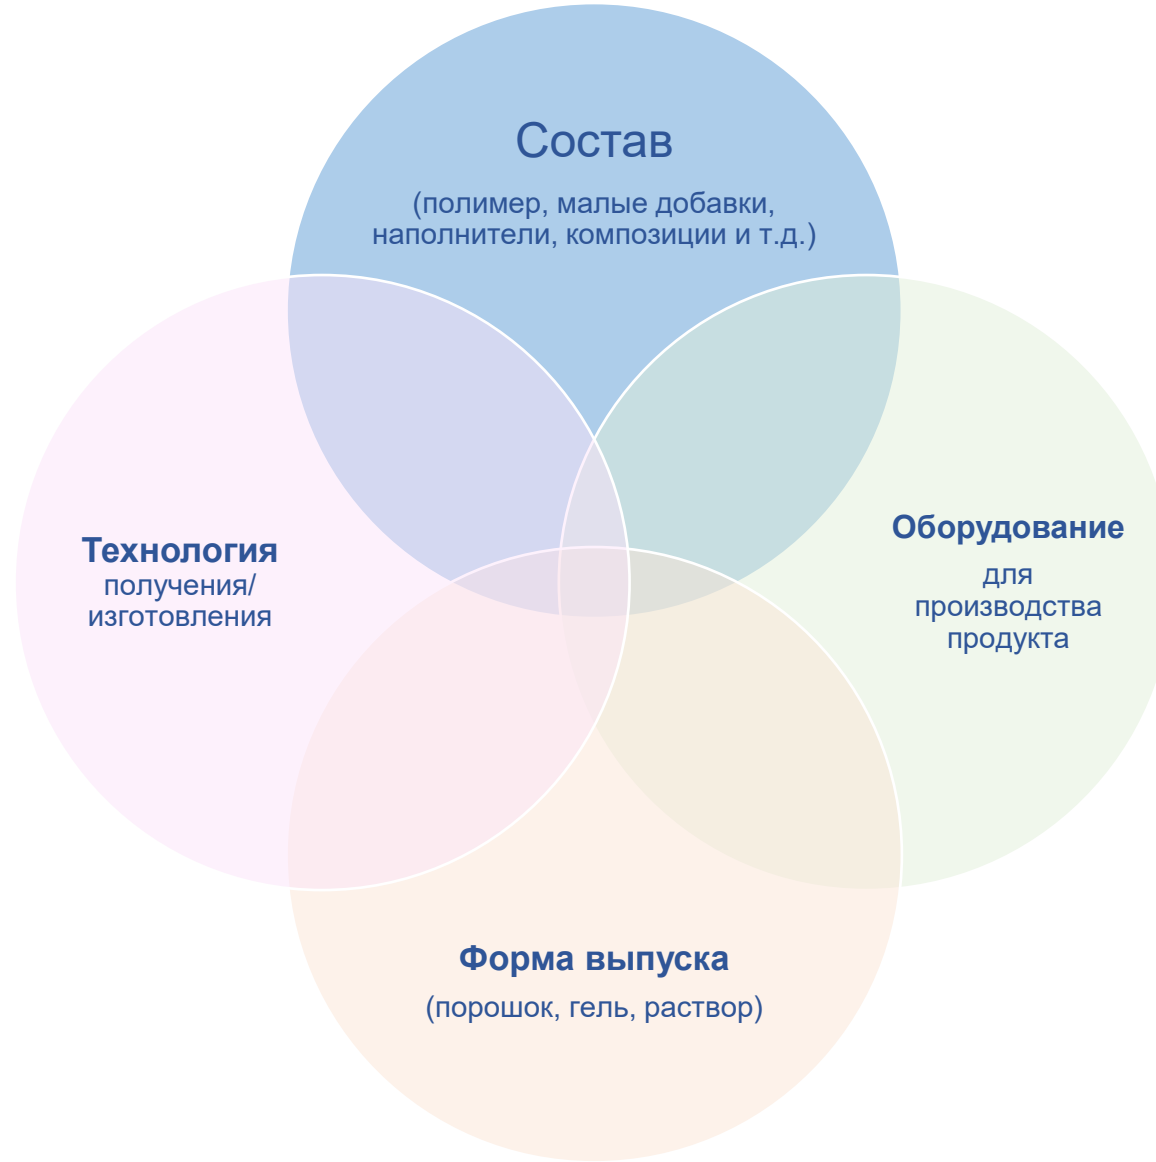 Состав
(полимер, малые добавки,
наполнители, композиции и т.д.)
Технология
получения/
изготовления
Оборудование
для
производства
продукта
Форма выпуска
(порошок, гель, раствор)